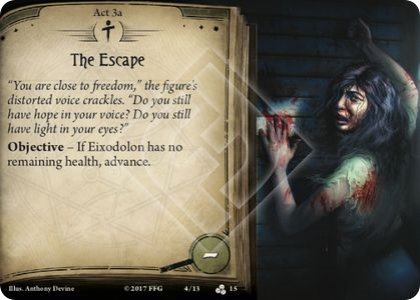 Act 3a
The Escape
“You are close to freedom,” the figure’s
distorted voice crackles. “Do you still
have hope in your voice? Do you still
have light in your eyes?”
Objective – If Eixodolon has no
remaining health, advance.
–
Illus. Anthony Devine
©2017 FFG
4/13
15